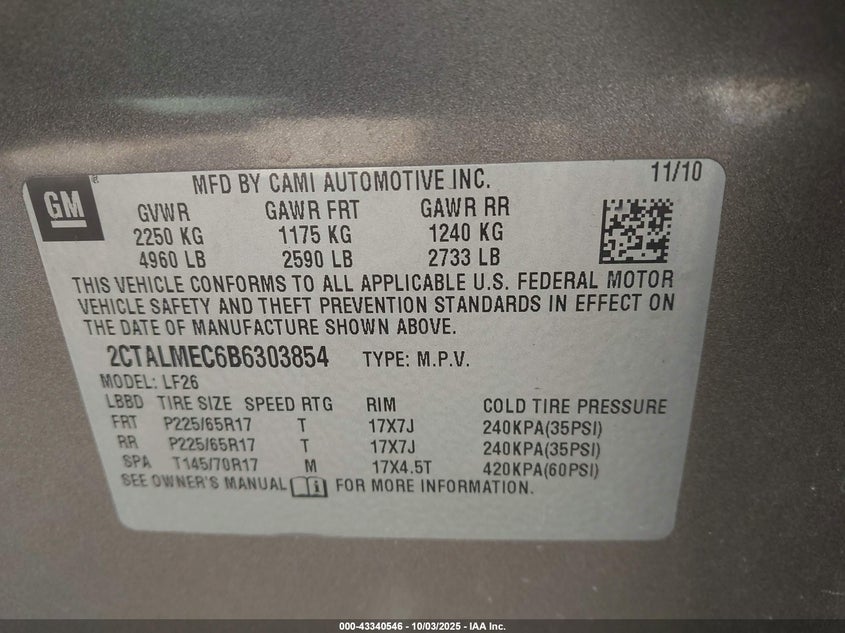 GM
MFD BY CAMI AUTOMOTIVE INC.
11/10
GVWR GAWR FRT GAWR RR
2250 KG 1175 KG 1240 KG
4960 LB 2590 LB 2733 LB
THIS VEHICLE CONFORMS TO ALL APPLICABLE U.S. FEDERAL MOTOR
VEHICLE SAFETY AND THEFT PREVENTION STANDARDS IN EFFECT ON
THE DATE OF MANUFACTURE SHOWN ABOVE.
2CTALMEC6B6303854 TYPE: M.P.V.
MODEL: LF26
LBBD TIRE SIZE SPEED RTG RIM COLD TIRE PRESSURE
FRT P225/65R17 T 17X7J 240KPA(35PSI)
RR P225/65R17 T 17X7J 240KPA(35PSI)
SPA T145/70R17 M 17X4.5T 420KPA(60PSI)
SEE OWNER'S MANUAL FOR MORE INFORMATION.
000-43340546 - 10/03/2025 - IAA Inc.